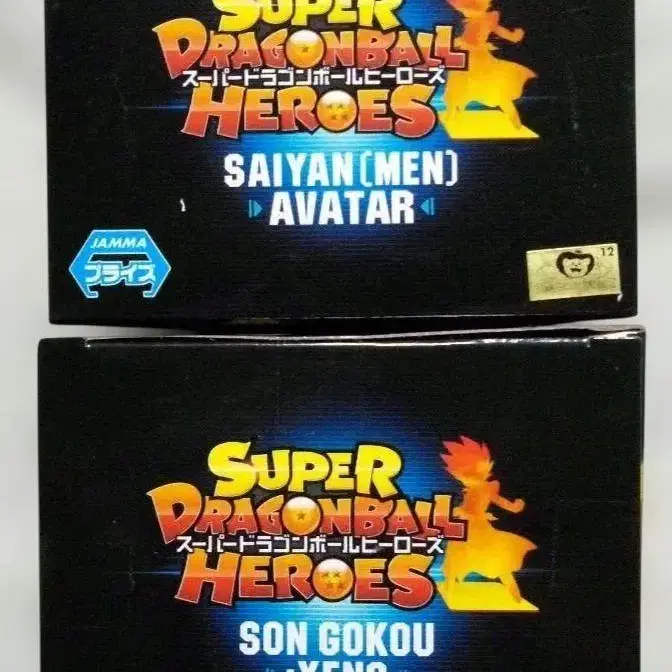 SUPER
DRAGONBALL
スーパードラゴンボールヒーローズ
HEROES
SAIYAN(MEN)
AVATAR
JAMMA
プライズ
12
SUPER
DRAGONBALL
スーパードラゴンボールヒーローズ
HEROES
SON GOKOU
:XENO